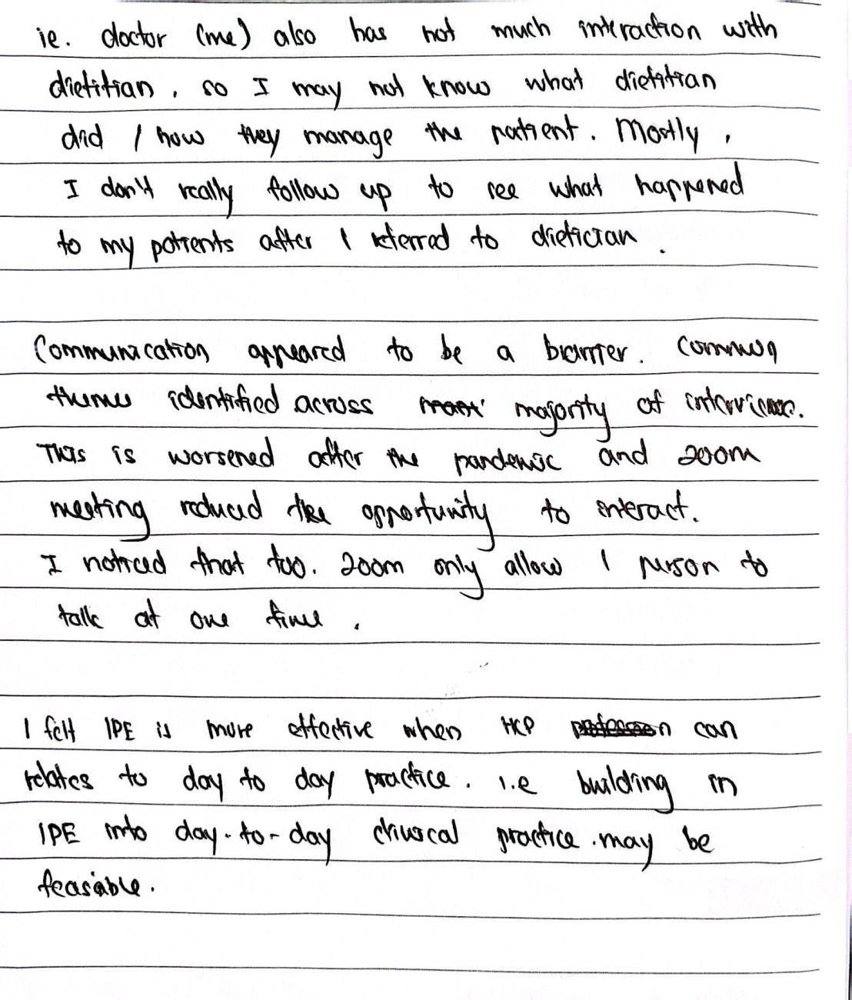 ie. doctor (me) also has not much interaction with
dietitian, so I may not know what dietitian
did / how they manage the patient. Mostly,
I don't really follow up to see what happened
to my patients after I referred to dietician.
Communication appeared to be a barrier. Common
themes identified across majority of interview.
This is worsened after the pandemic and zoom
meeting reduced the opportunity to interact.
I noticed that too. Zoom only allow 1 person to
talk at one time.
I felt IPE is more effective when HCP can
relates to day to day practice. i.e building in
IPE into day-to-day clinical practice. may be
feasible.